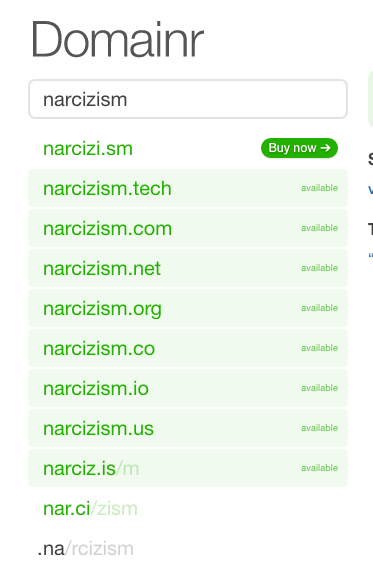 Domainr
narcizism
narcizi.sm Buy now →
narcizism.tech available
narcizism.com available
narcizism.net available
narcizism.org available
narcizism.co available
narcizism.io available
narcizism.us available
narciz.is/m available
nar.ci/zism
.na/rcizism